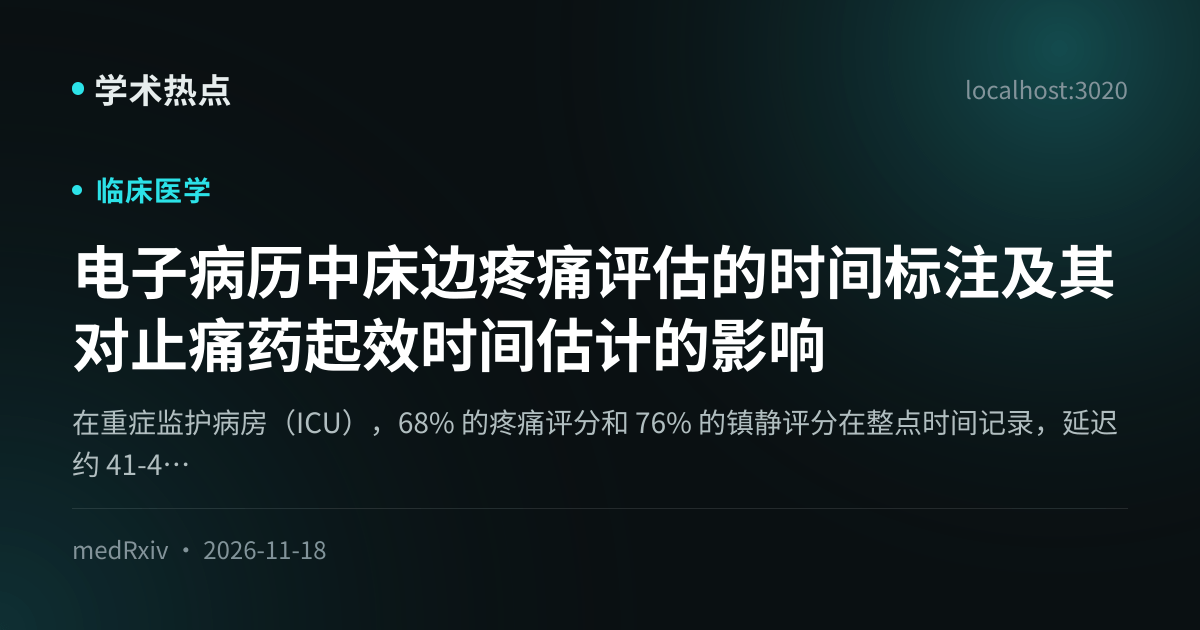 学术热点
localhost:3020
临床医学
电子病历中床边疼痛评估的时间标注及其
对止痛药起效时间估计的影响
在重症监护病房（ICU），68% 的疼痛评分和 76% 的镇静评分在整点时间记录，延迟
约 41-4…
medRxiv • 2026-11-18